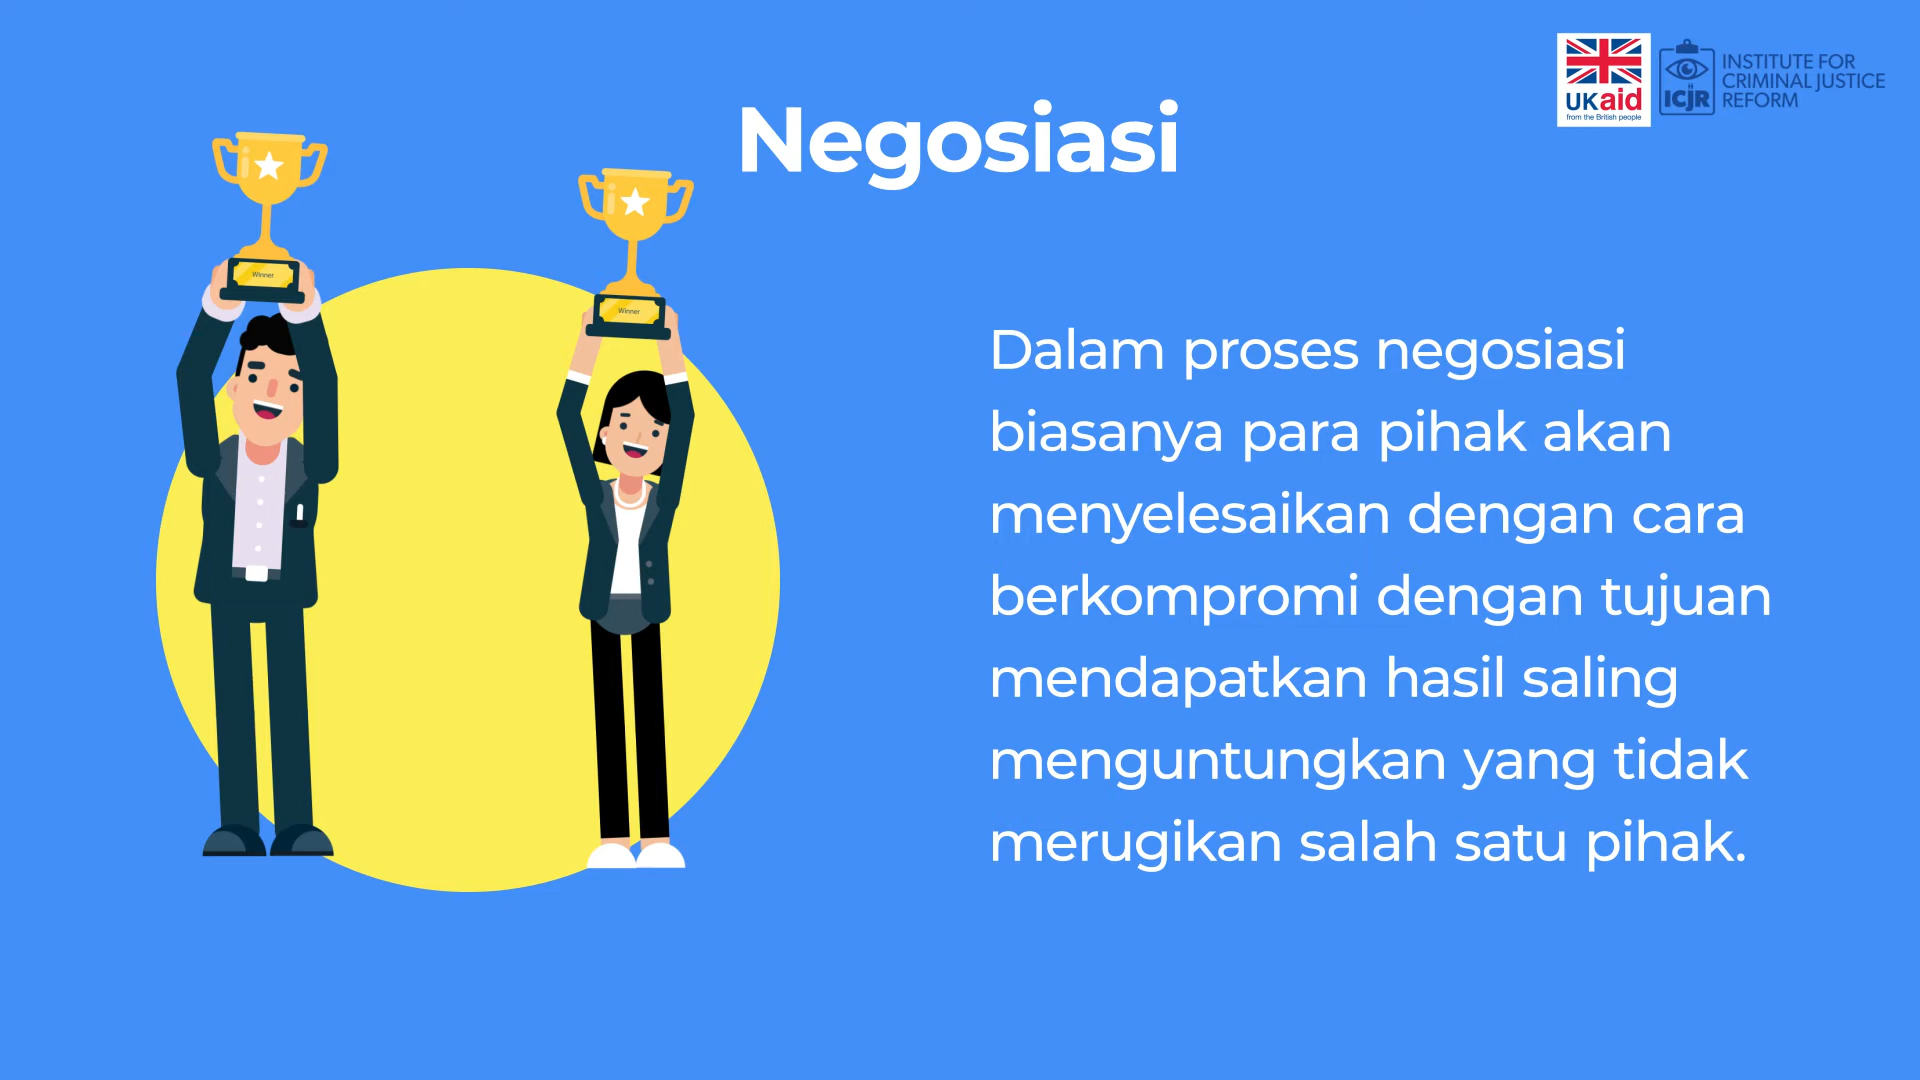 UKaid
from the British people
ICJR
INSTITUTE FOR
CRIMINAL JUSTICE
REFORM
Negosiasi
Winner
Winner
Dalam proses negosiasi
biasanya para pihak akan
menyelesaikan dengan cara
berkompromi dengan tujuan
mendapatkan hasil saling
menguntungkan yang tidak
merugikan salah satu pihak.